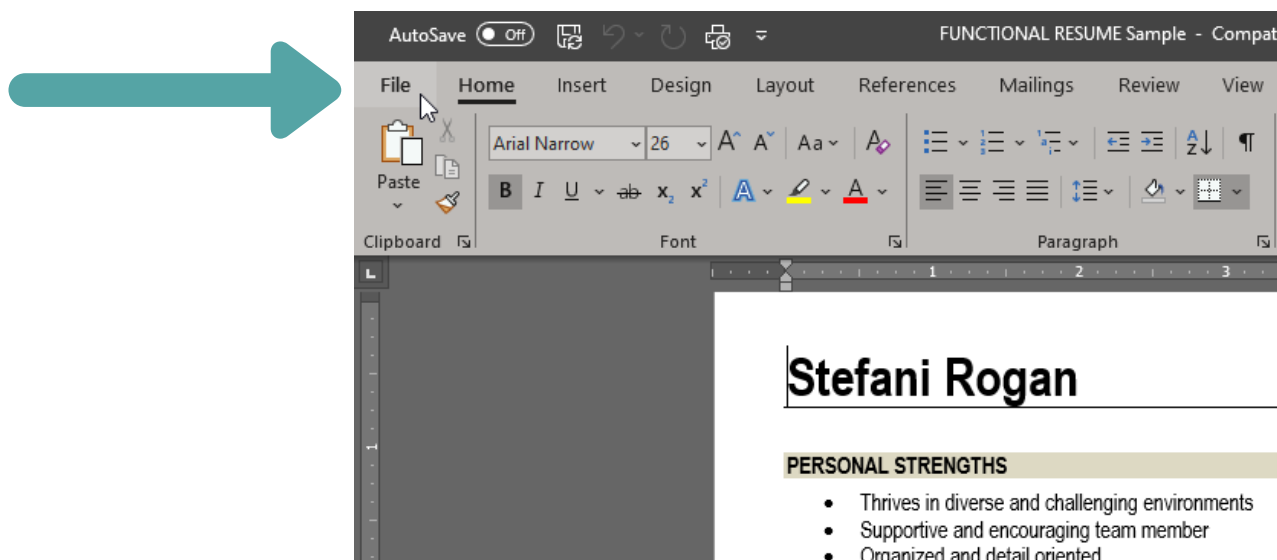 AutoSave Off FUNCTIONAL RESUME Sample - Compat
File Home Insert Design Layout References Mailings Review View
Arial Narrow 26 A A Aa A
Paste B I U ab x2 x2 A A
Clipboard Font Paragraph
L 1 2 3
Stefani Rogan
1
PERSONAL STRENGTHS
• Thrives in diverse and challenging environments
• Supportive and encouraging team member
• Organized and detail oriented